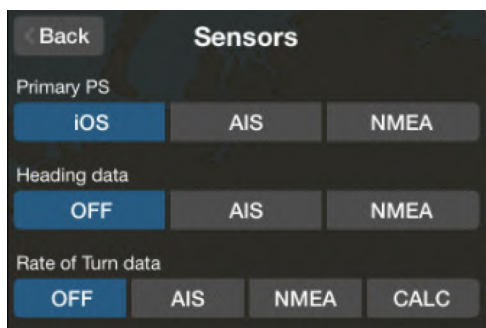 Back Sensors
Primary PS
iOS AIS NMEA
Heading data
OFF AIS NMEA
Rate of Turn data
OFF AIS NMEA CALC